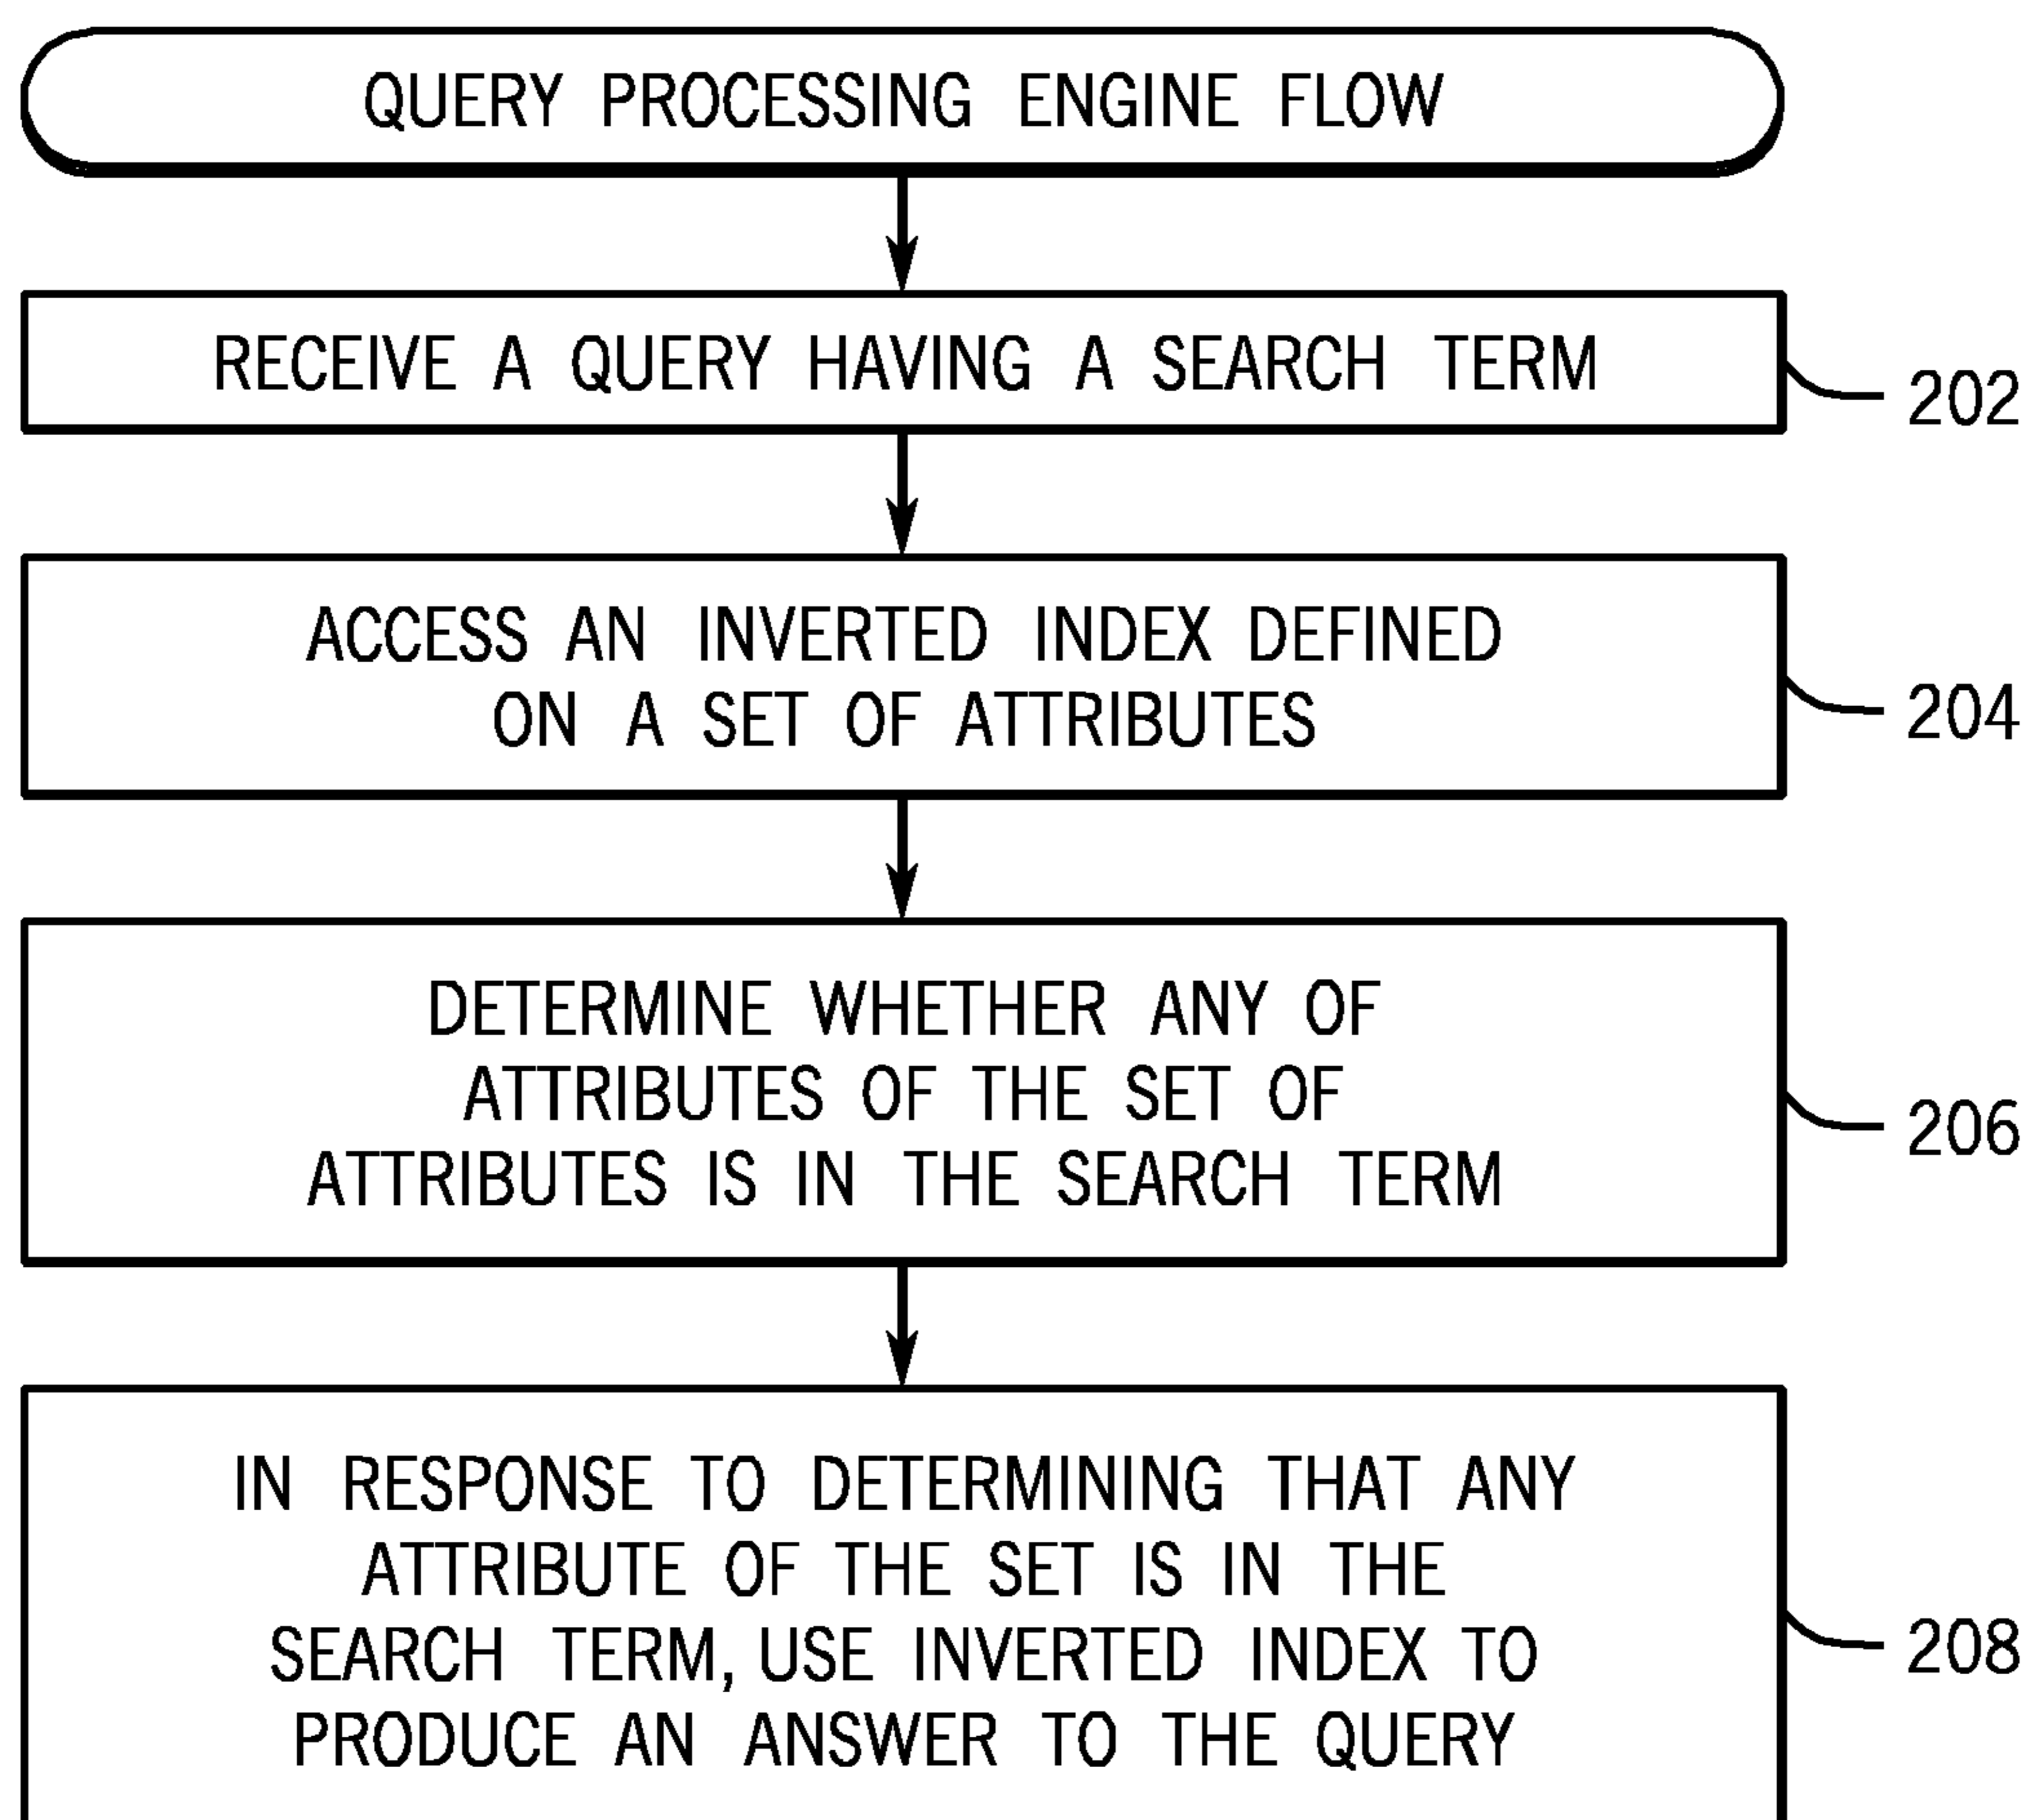 QUERY PROCESSING ENGINE FLOW
RECEIVE A QUERY HAVING A SEARCH TERM
202
ACCESS AN INVERTED INDEX DEFINED
ON A SET OF ATTRIBUTES
204
DETERMINE WHETHER ANY OF
ATTRIBUTES OF THE SET OF
ATTRIBUTES IS IN THE SEARCH TERM
206
IN RESPONSE TO DETERMINING THAT ANY
ATTRIBUTE OF THE SET IS IN THE
SEARCH TERM, USE INVERTED INDEX TO
PRODUCE AN ANSWER TO THE QUERY
208